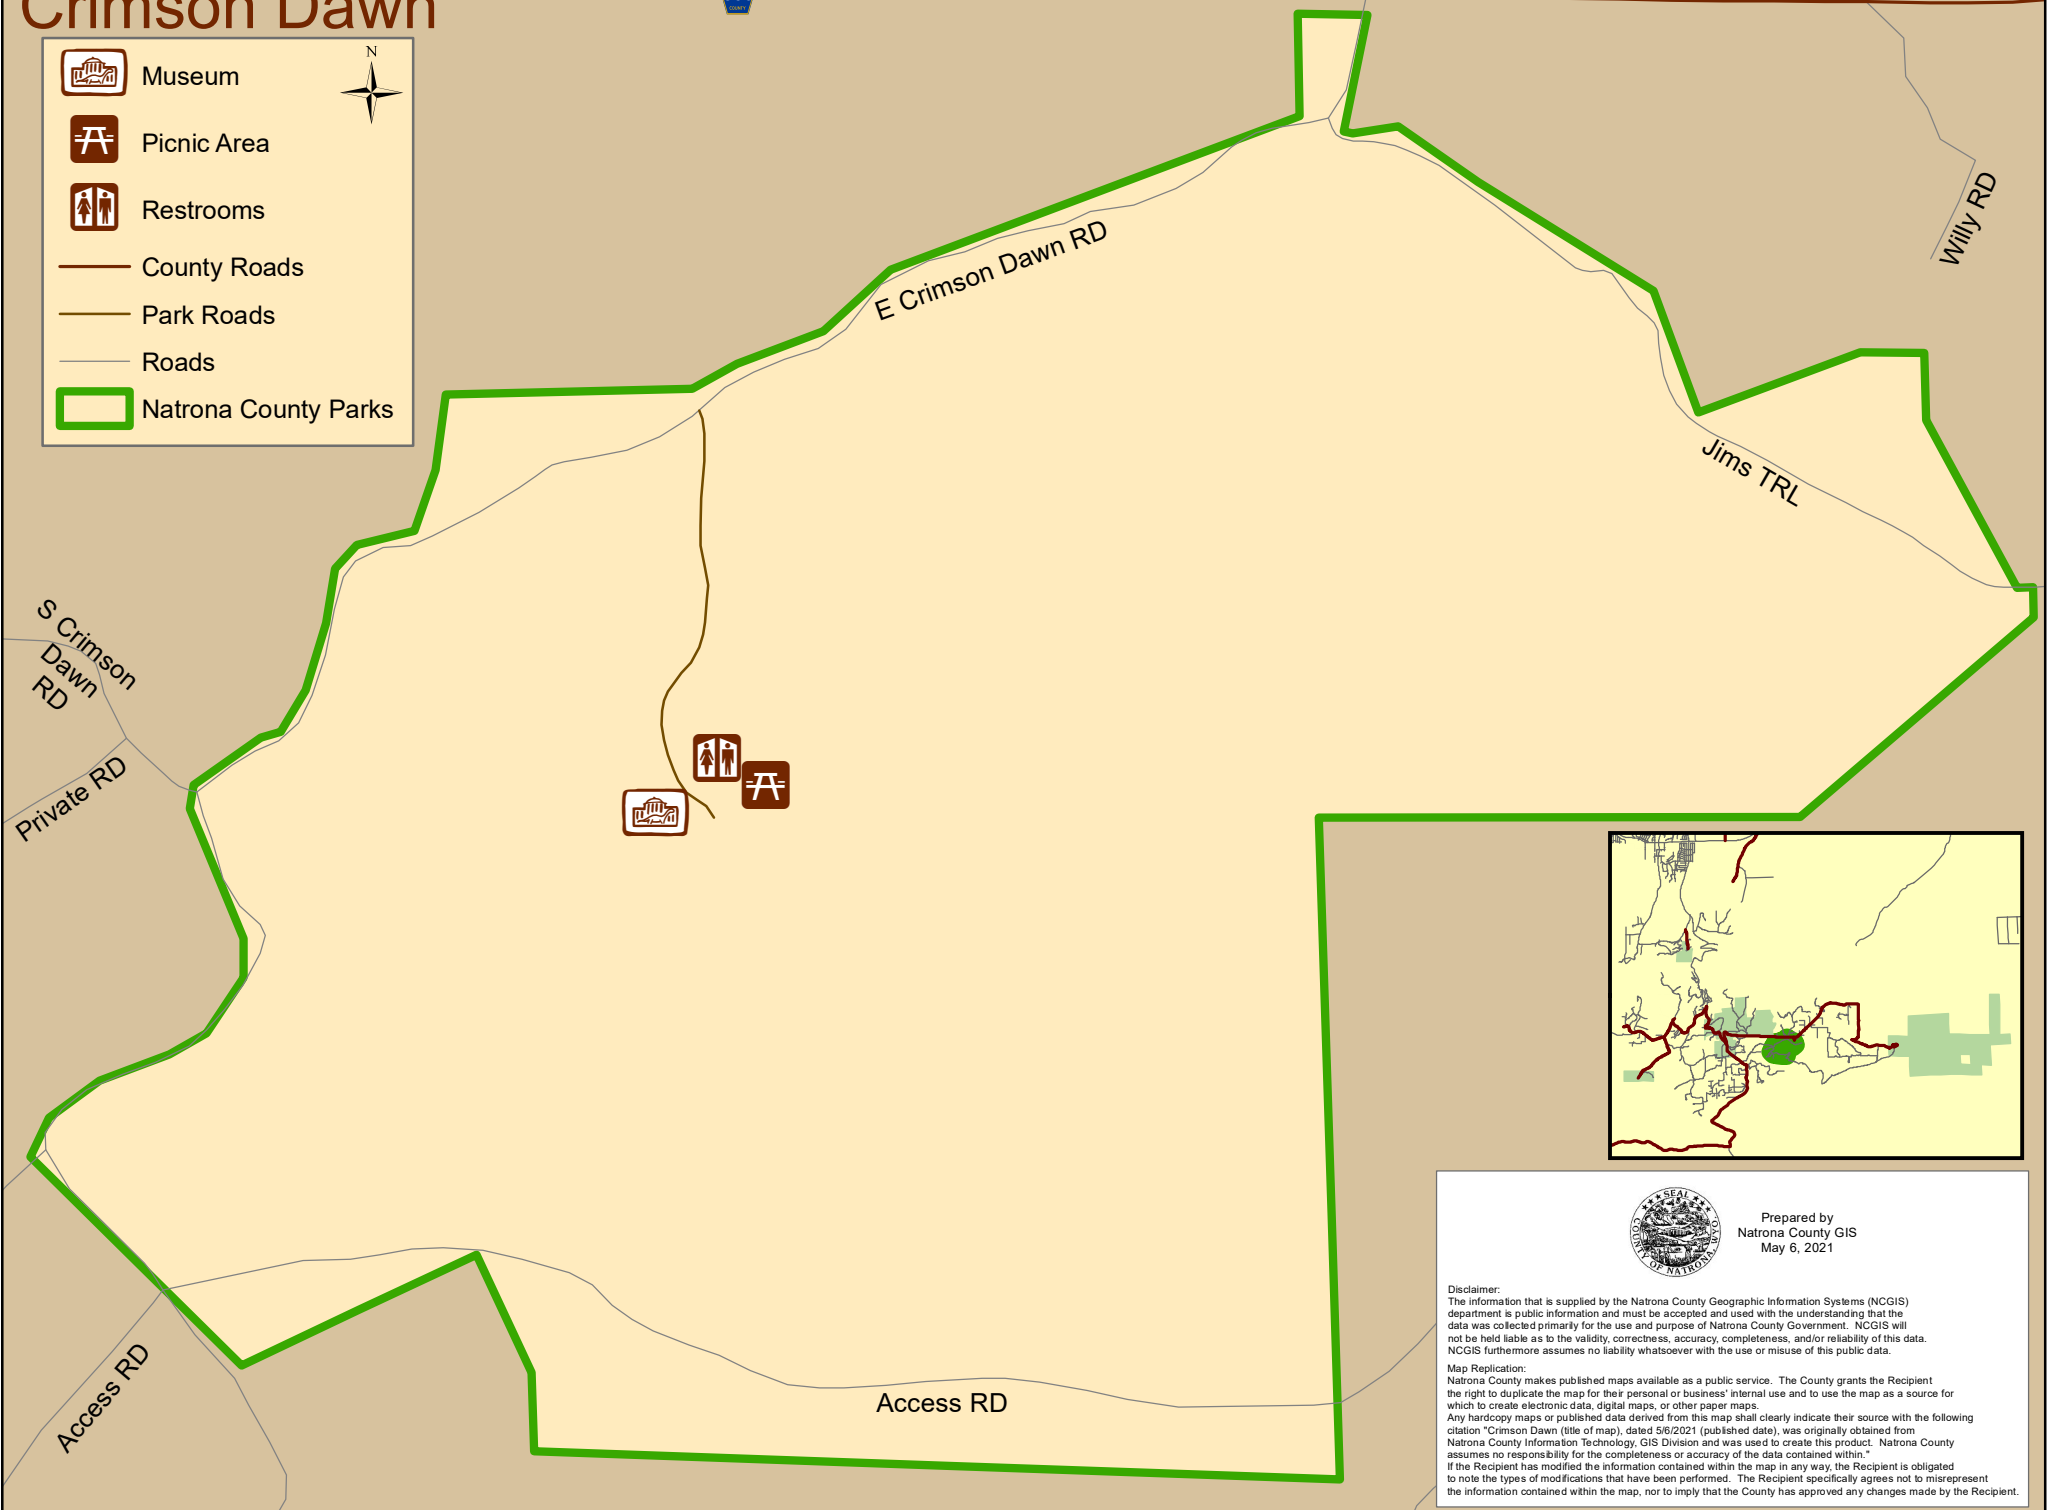 Crimson Dawn
COUNTY
N
Museum
Picnic Area
Restrooms
County Roads
Park Roads
Roads
Natrona County Parks
E Crimson Dawn RD
Willy RD
Jims TRL
S Crimson
Dawn
RD
Private RD
Access RD
Access RD
SEAL
COUNTY OF NATRONA, WYO.
Prepared by
Natrona County GIS
May 6, 2021
Disclaimer:
The information that is supplied by the Natrona County Geographic Information Systems (NCGIS)
department is public information and must be accepted and used with the understanding that the
data was collected primarily for the use and purpose of Natrona County Government.  NCGIS will
not be held liable as to the validity, correctness, accuracy, completeness, and/or reliability of this data.
NCGIS furthermore assumes no liability whatsoever with the use or misuse of this public data.
Map Replication:
Natrona County makes published maps available as a public service.  The County grants the Recipient
the right to duplicate the map for their personal or business' internal use and to use the map as a source for
which to create electronic data, digital maps, or other paper maps.
Any hardcopy maps or published data derived from this map shall clearly indicate their source with the following
citation "Crimson Dawn (title of map), dated 5/6/2021 (published date), was originally obtained from
Natrona County Information Technology, GIS Division and was used to create this product.  Natrona County
assumes no responsibility for the completeness or accuracy of the data contained within."
If the Recipient has modified the information contained within the map in any way, the Recipient is obligated
to note the types of modifications that have been performed.  The Recipient specifically agrees not to misrepresent
the information contained within the map, nor to imply that the County has approved any changes made by the Recipient.